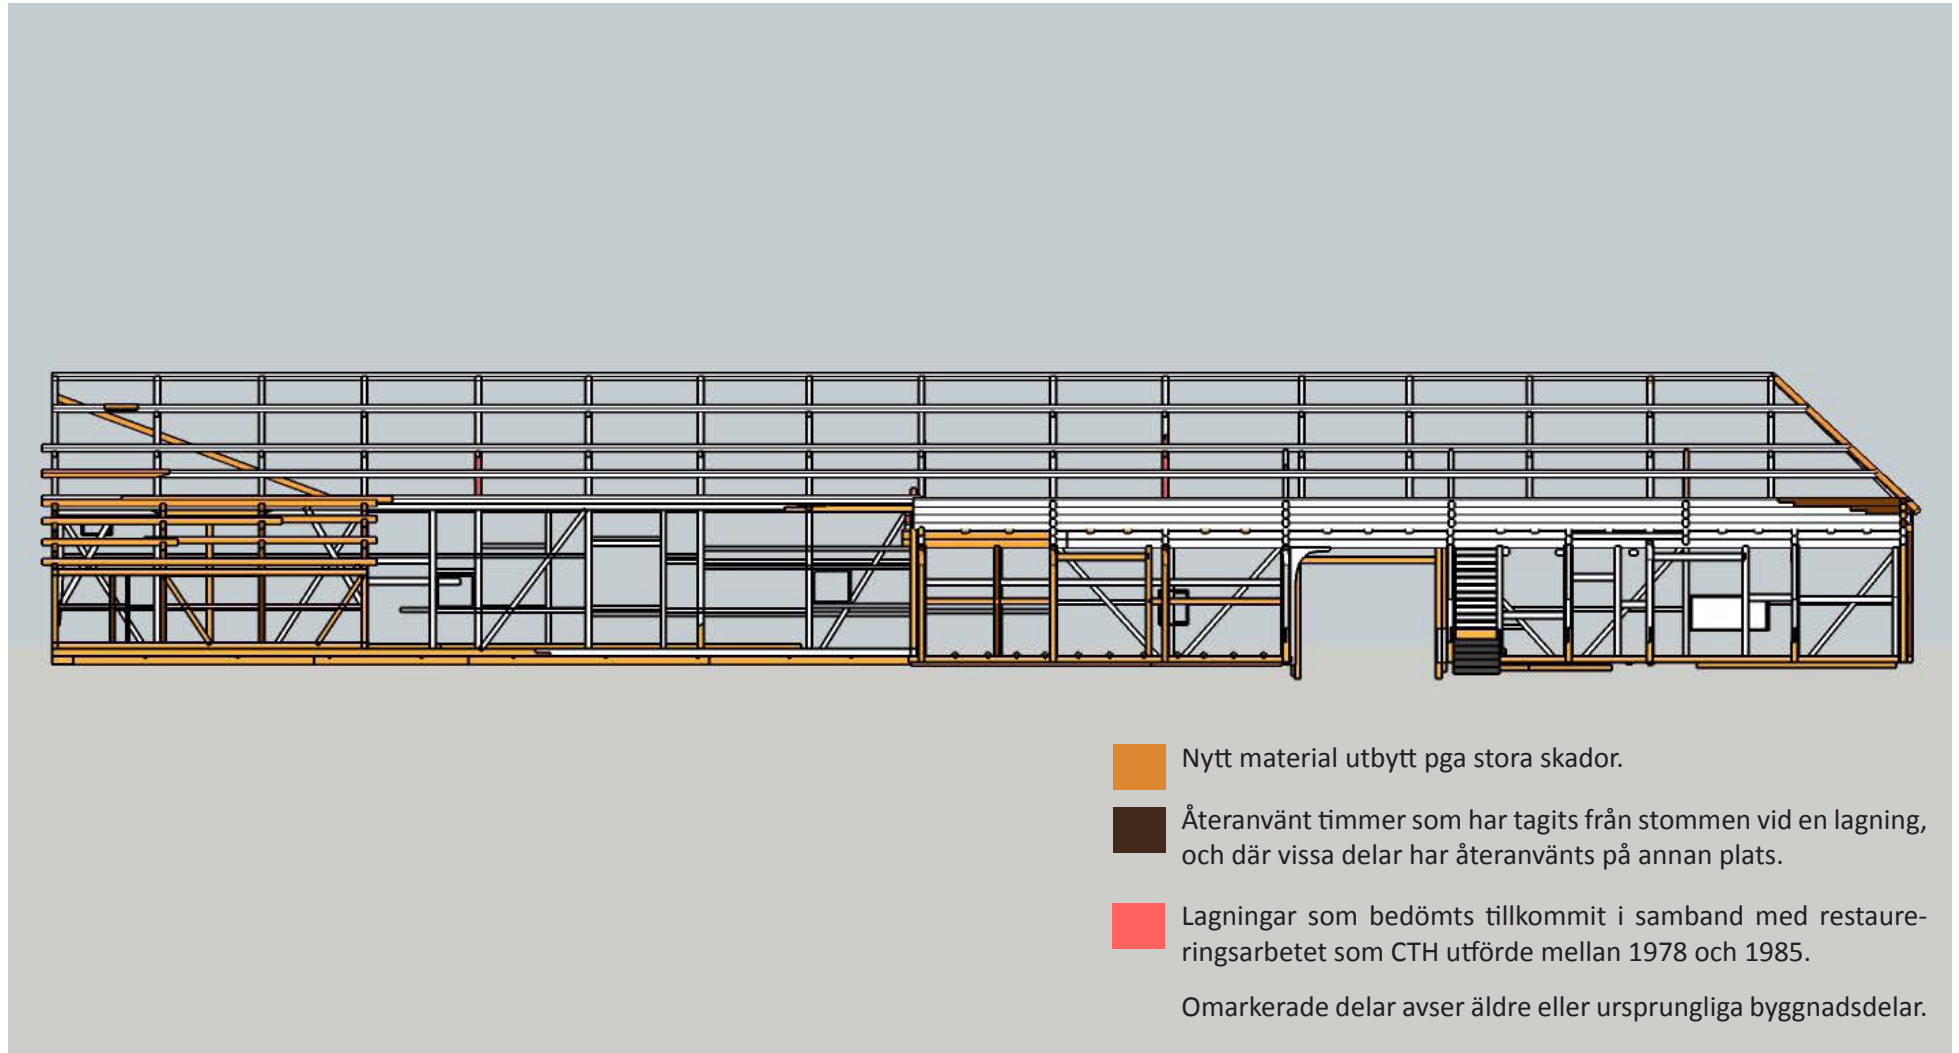 Nytt material utbytt pga stora skador.
Återanvänt timmer som har tagits från stommen vid en lagning,
och där vissa delar har återanvänts på annan plats.
Lagningar som bedömts tillkommit i samband med restaure-
ringsarbetet som CTH utförde mellan 1978 och 1985.
Omarkerade delar avser äldre eller ursprungliga byggnadsdelar.